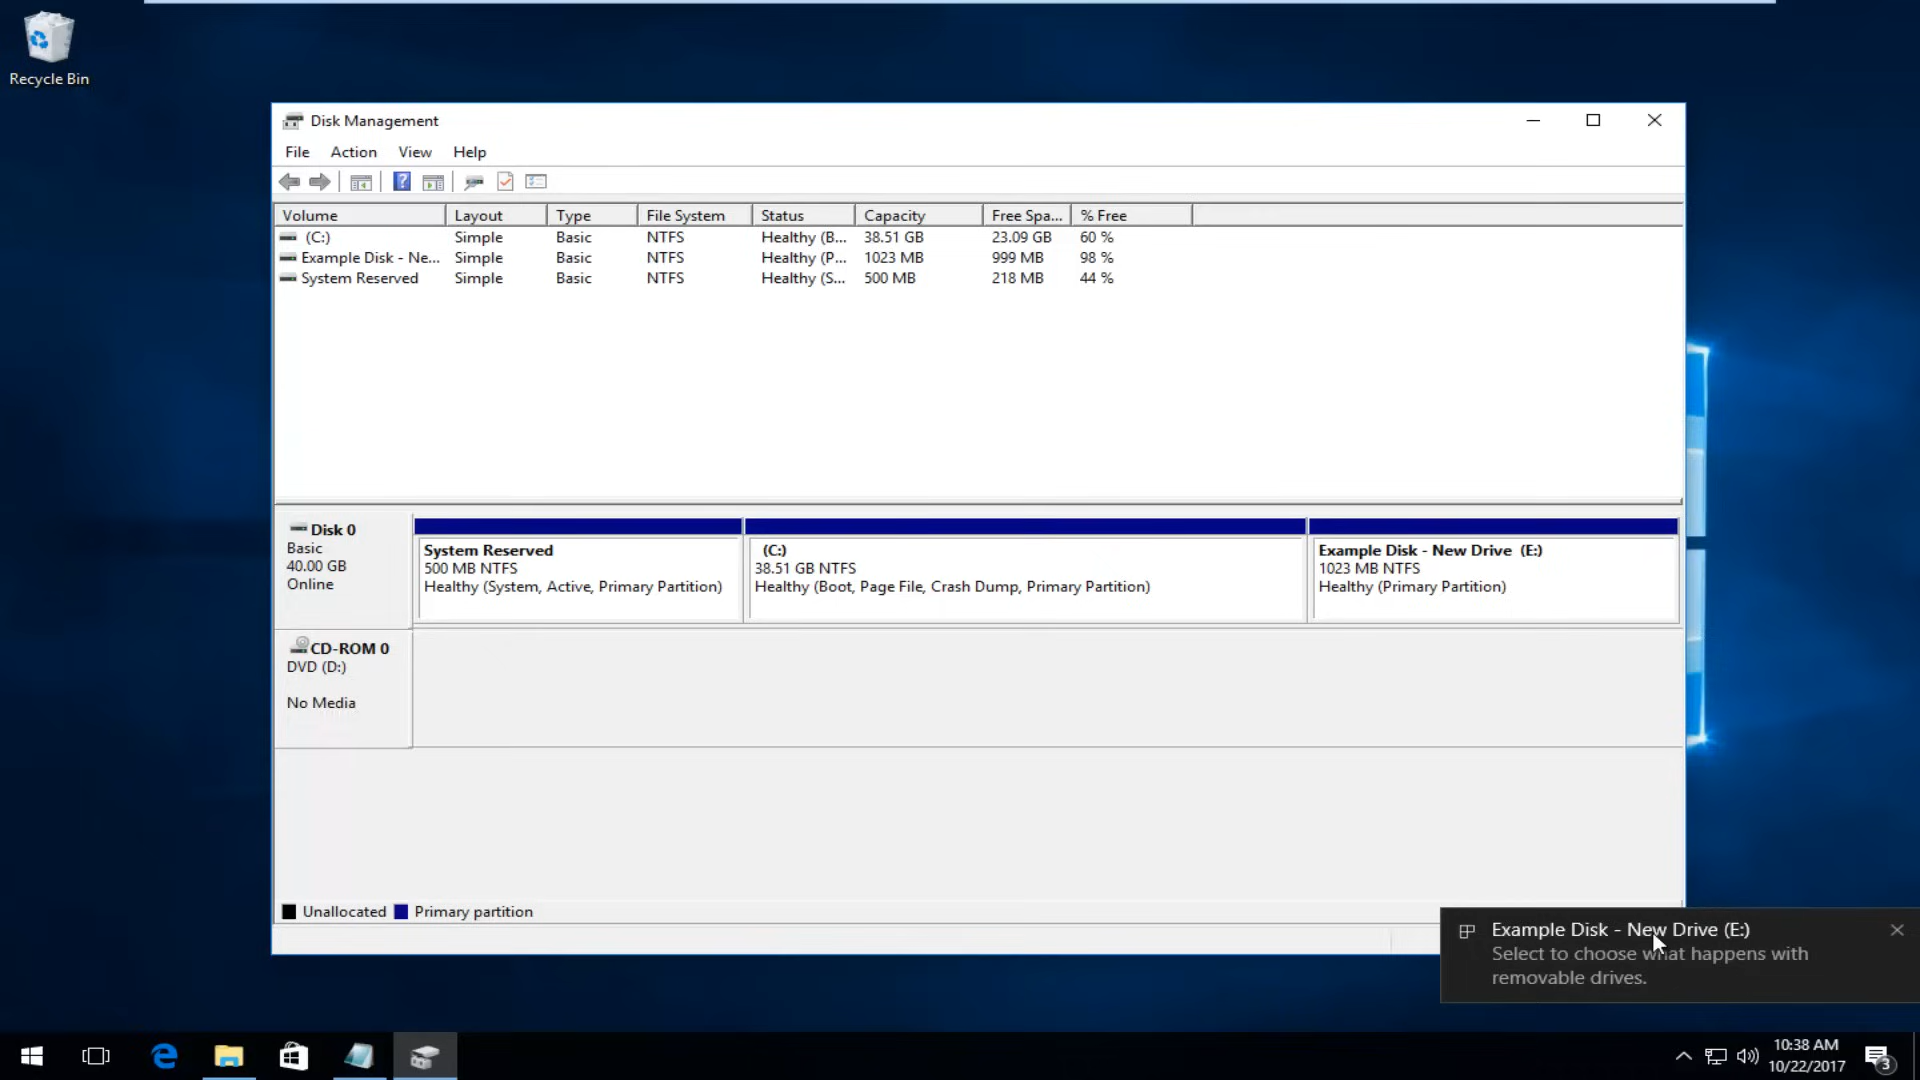 Recycle Bin
Disk Management
File Action View Help
Volume Layout Type File System Status Capacity Free Spa... % Free
(C:) Simple Basic NTFS Healthy (B... 38.51 GB 23.09 GB 60 %
Example Disk - Ne... Simple Basic NTFS Healthy (P... 1023 MB 999 MB 98 %
System Reserved Simple Basic NTFS Healthy (S... 500 MB 218 MB 44 %
Disk 0
Basic
40.00 GB
Online
System Reserved
500 MB NTFS
Healthy (System, Active, Primary Partition)
(C:)
38.51 GB NTFS
Healthy (Boot, Page File, Crash Dump, Primary Partition)
Example Disk - New Drive (E:)
1023 MB NTFS
Healthy (Primary Partition)
CD-ROM 0
DVD (D:)
No Media
Unallocated Primary partition
Example Disk - New Drive (E:)
Select to choose what happens with
removable drives.
10:38 AM
10/22/2017
3